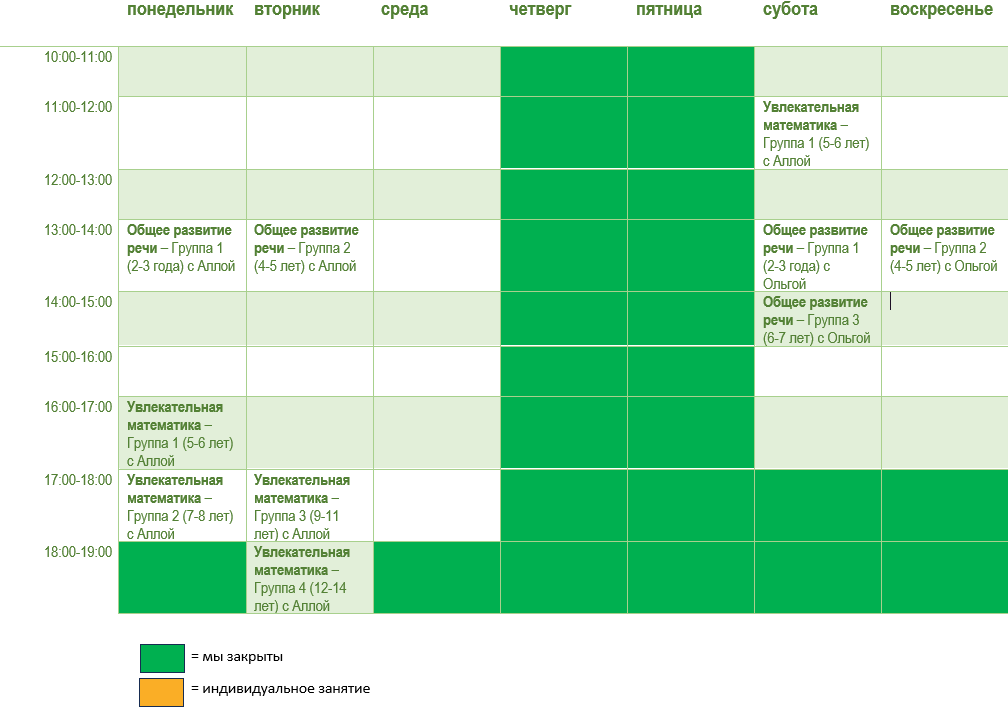 понедельник вторник среда четверг пятница субота воскресенье
10:00-11:00
11:00-12:00
Увлекательная
математика –
Группа 1 (5-6 лет)
с Аллой
12:00-13:00
13:00-14:00
Общее развитие
речи – Группа 1
(2-3 года) с Аллой
Общее развитие
речи – Группа 2
(4-5 лет) с Аллой
Общее развитие
речи – Группа 1
(2-3 года) с
Ольгой
Общее развитие
речи – Группа 2
(4-5 лет) с Ольгой
14:00-15:00
Общее развитие
речи – Группа 3
(6-7 лет) с Ольгой
15:00-16:00
16:00-17:00
Увлекательная
математика –
Группа 1 (5-6 лет)
с Аллой
17:00-18:00
Увлекательная
математика –
Группа 2 (7-8 лет)
с Аллой
Увлекательная
математика –
Группа 3 (9-11
лет) с Аллой
18:00-19:00
Увлекательная
математика –
Группа 4 (12-14
лет) с Аллой
= мы закрыты
= индивидуальное занятие